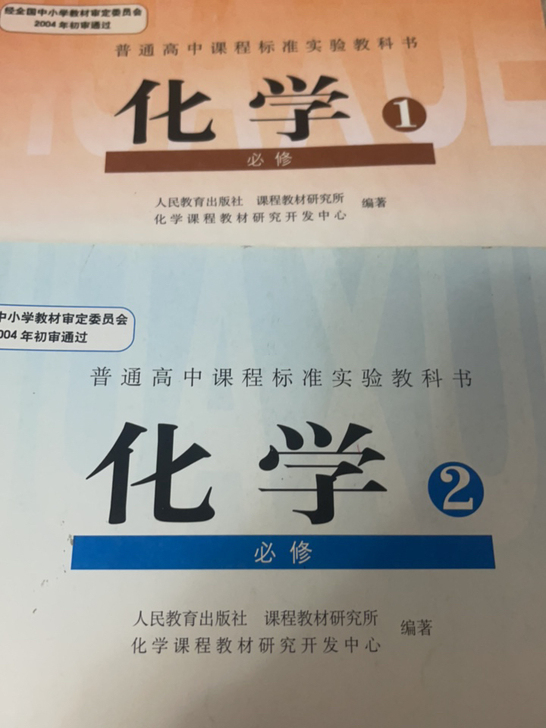 经全国中小学教材审定委员会
2004年初审通过
普通高中课程标准实验教科书
化学1
必修
人民教育出版社 课程教材研究所 编著
化学课程教材研究开发中心
中小学教材审定委员会
004年初审通过
普通高中课程标准实验教科书
化学2
必修
人民教育出版社 课程教材研究所 编著
化学课程教材研究开发中心